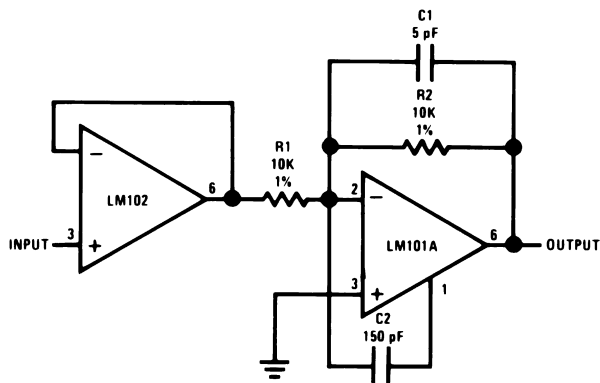 C1
5 pF
R2
10K
1%
R1
10K
1%
−
LM102
6
INPUT
3
+
2
−
LM101A
6
OUTPUT
3
+
1
C2
150 pF